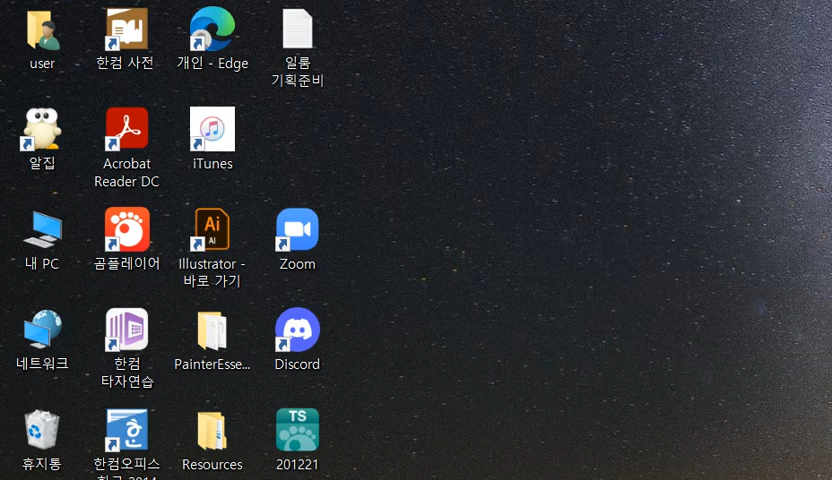 user
한컴 사전
개인 - Edge
일룸
기획준비
알집
Acrobat
Reader DC
iTunes
내 PC
곰플레이어
Ai
Ai
Illustrator -
바로 가기
Zoom
네트워크
한컴
타자연습
PainterEsse...
Discord
휴지통
한컴오피스
한글 2014
Resources
TS
201221